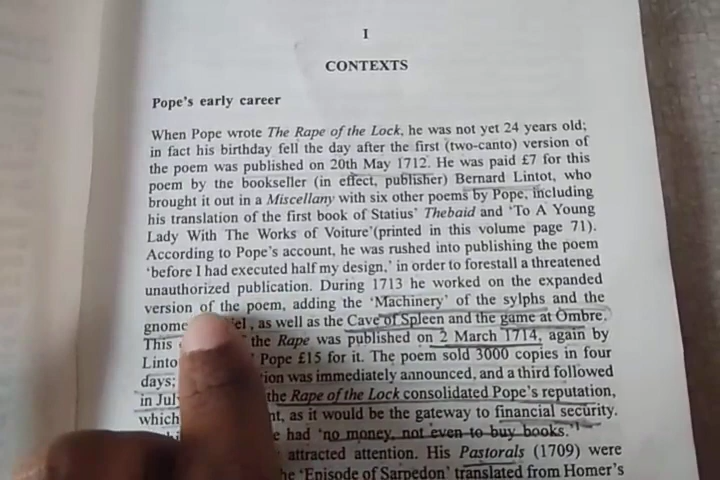 I
CONTEXTS
Pope's early career
When Pope wrote The Rape of the Lock, he was not yet 24 years old;
in fact his birthday fell the day after the first (two-canto) version of
the poem was published on 20th May 1712. He was paid £7 for this
poem by the bookseller (in effect, publisher) Bernard Lintot, who
brought it out in a Miscellany with six other poems by Pope, including
his translation of the first book of Statius' Thebaid and 'To A Young
Lady With The Works of Voiture'(printed in this volume page 71).
According to Pope's account, he was rushed into publishing the poem
'before I had executed half my design,' in order to forestall a threatened
unauthorized publication. During 1713 he worked on the expanded
version of the poem, adding the 'Machinery' of the sylphs and the
gnome as well as the Cave of Spleen and the game at Ombre.
This the Rape was published on 2 March 1714, again by
Pope £15 for it. The poem sold 3000 copies in four
days; was immediately announced, and a third followed
in July the Rape of the Lock consolidated Pope's reputation,
which as it would be the gateway to financial security.
had 'no money, not even to buy books.'
attracted attention. His Pastorals (1709) were
'Episode of Sarpedon' translated from Homer's